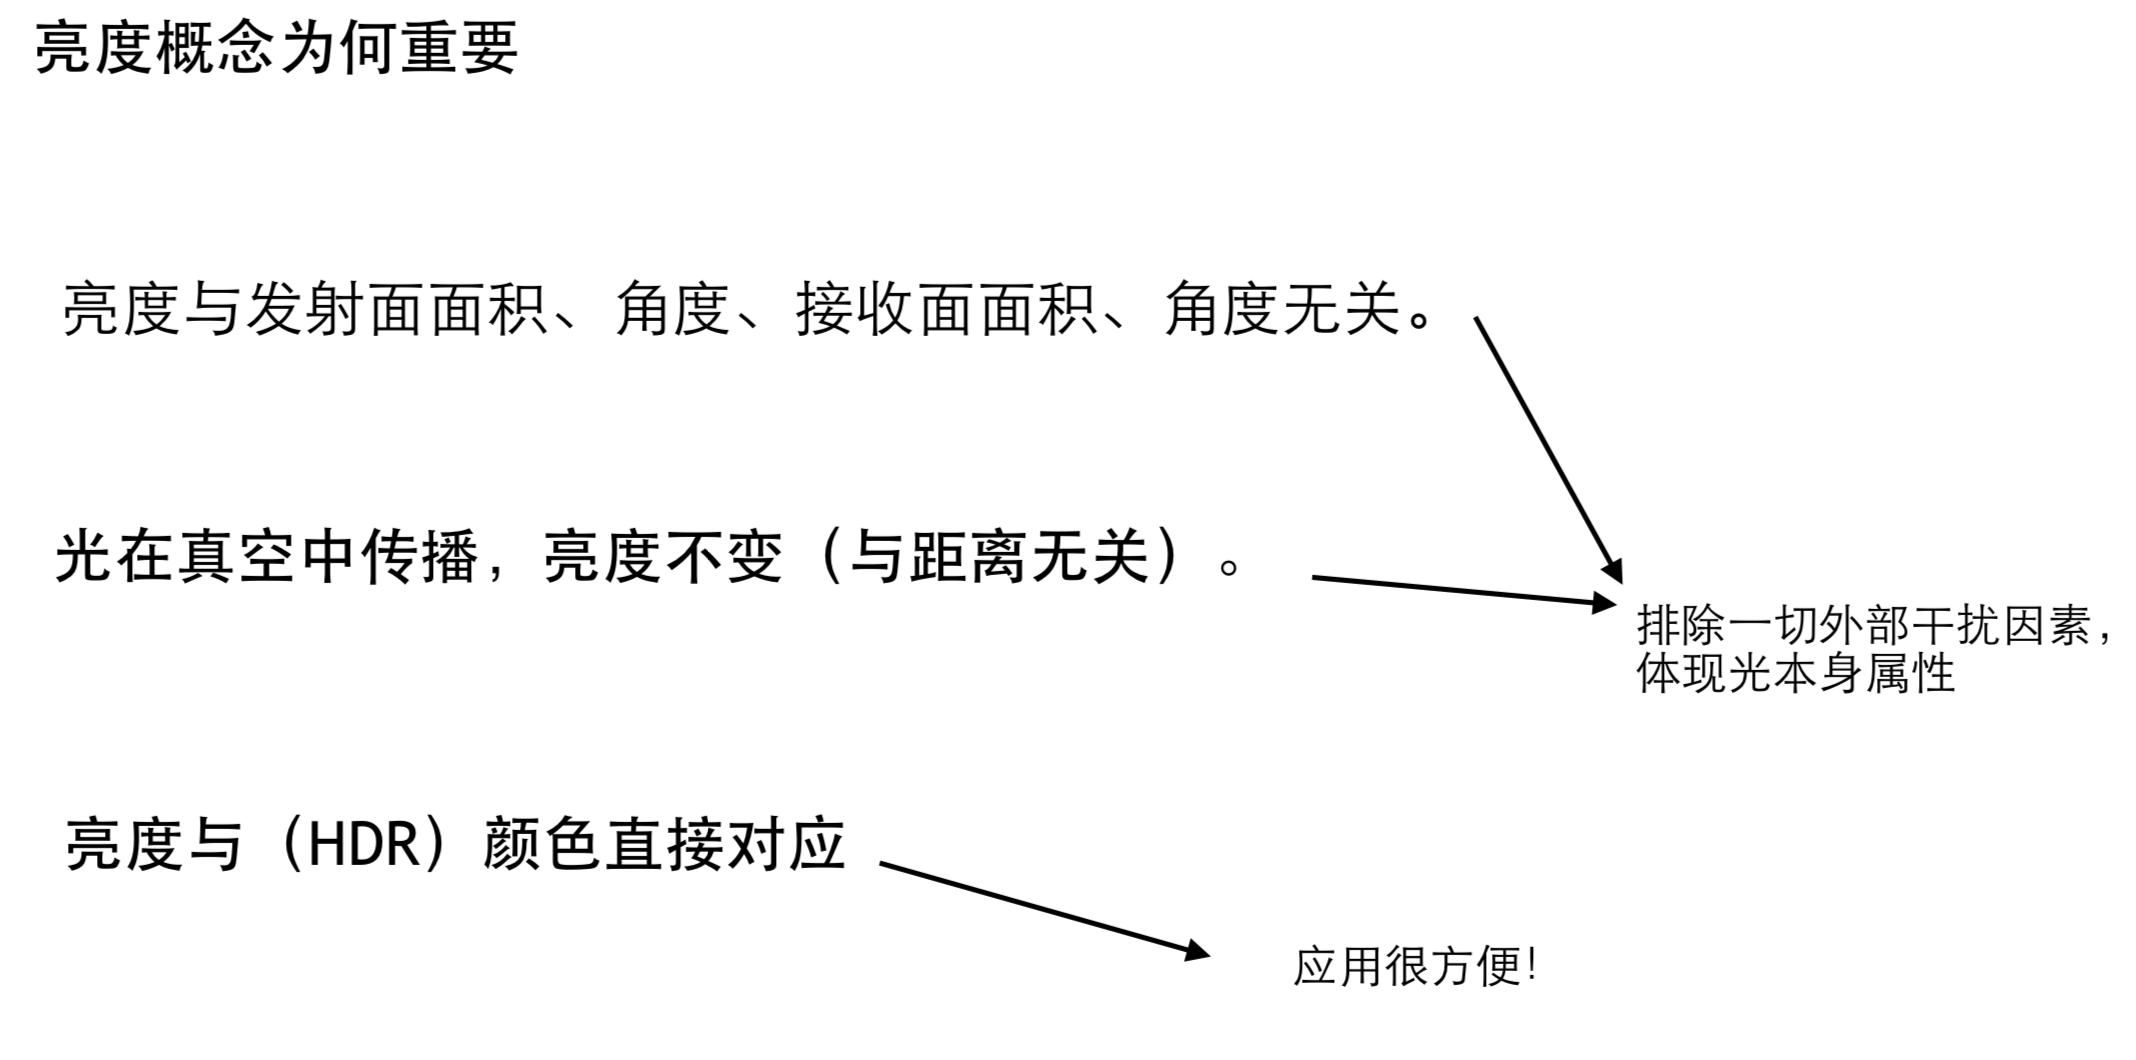 亮度概念为何重要
亮度与发射面面积、角度、接收面面积、角度无关。
光在真空中传播，亮度不变（与距离无关）。
排除一切外部干扰因素，
体现光本身属性
亮度与（HDR）颜色直接对应
应用很方便！